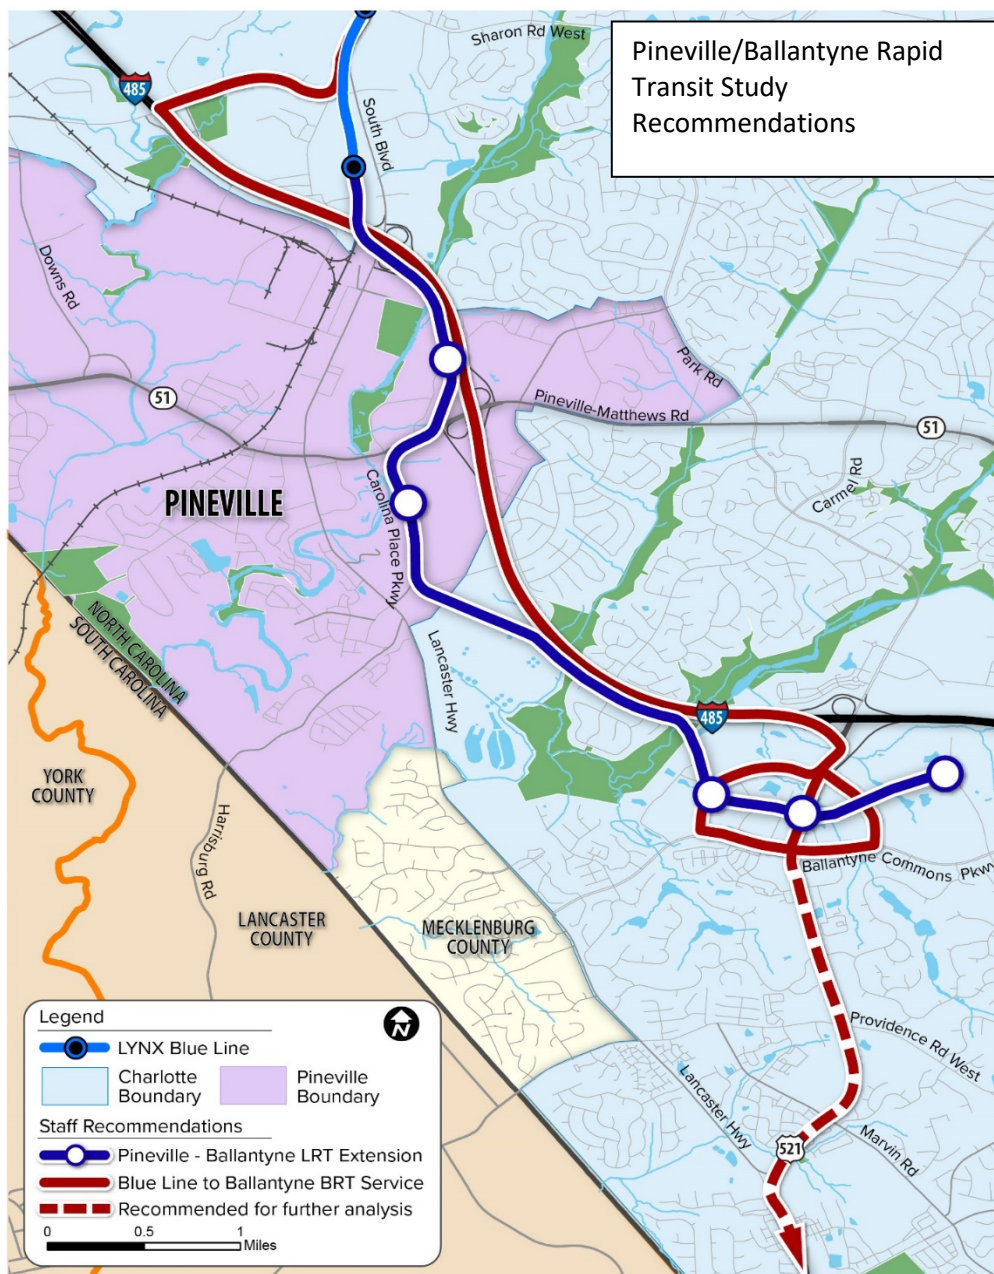 Pineville/Ballantyne Rapid
Transit Study
Recommendations
Sharon Rd West
485
South Blvd
Downs Rd
Park Rd
51
Pineville-Matthews Rd
51
Carmel Rd
PINEVILLE
Carolina Place Pkwy
NORTH CAROLINA
SOUTH CAROLINA
Lancaster Hwy
485
YORK
COUNTY
Harrisburg Rd
Ballantyne Commons Pkwy
LANCASTER
COUNTY
MECKLENBURG
COUNTY
Providence Rd West
Lancaster Hwy
Marvin Rd
521
Legend
N
LYNX Blue Line
Charlotte
Boundary
Pineville
Boundary
Staff Recommendations
Pineville - Ballantyne LRT Extension
Blue Line to Ballantyne BRT Service
Recommended for further analysis
0 0.5 1
Miles